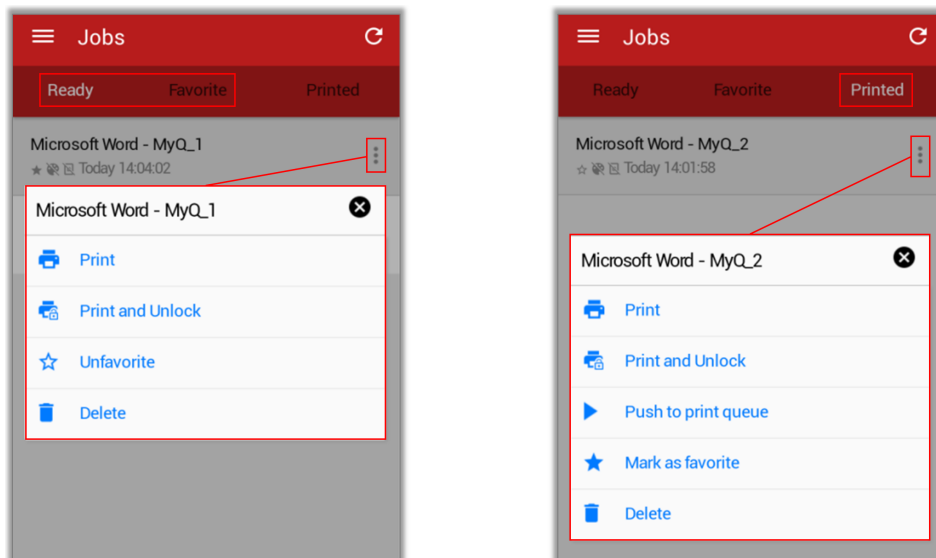 Jobs
Ready Favorite Printed
Microsoft Word - MyQ_1
Today 14:04:02
Microsoft Word - MyQ_1
Print
Print and Unlock
Unfavorite
Delete
Jobs
Ready Favorite Printed
Microsoft Word - MyQ_2
Today 14:01:58
Microsoft Word - MyQ_2
Print
Print and Unlock
Push to print queue
Mark as favorite
Delete